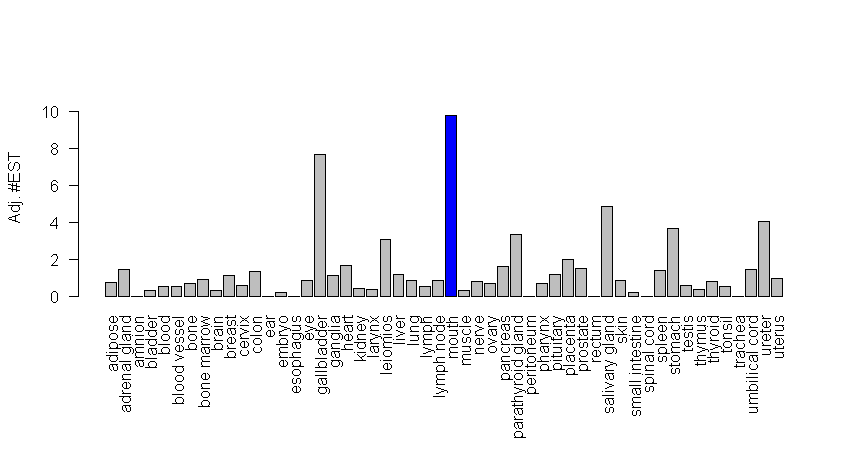 Adj. #EST
10
8
6
4
2
0
adipose
adrenal gland
amnion
bladder
blood
blood vessel
bone
bone marrow
brain
breast
cervix
colon
ear
embryo
esophagus
eye
gallbladder
ganglia
heart
kidney
larynx
leiomios
liver
lung
lymph
lymph node
mouth
muscle
nerve
ovary
pancreas
parathyroid gland
peritoneum
pharynx
pituitary
placenta
prostate
rectum
salivary gland
skin
small intestine
spinal cord
spleen
stomach
testis
thymus
thyroid
tonsil
trachea
umbilical cord
ureter
uterus